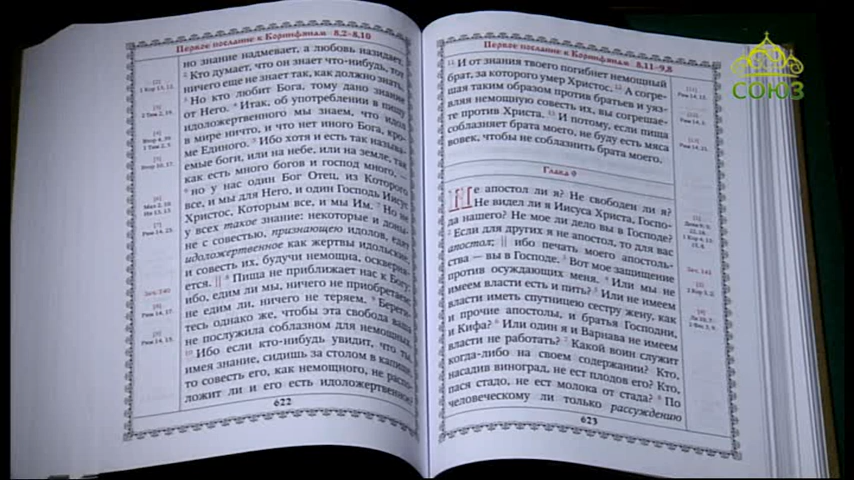 Первое послание к Коринфянам 8,2–8,10
но знание надмевает, а любовь назидает.
2 Кто думает, что он знает что-нибудь, тот
ничего еще не знает так, как должно знать.
3 Но кто любит Бога, тому дано знание
от Него. 4 Итак, об употреблении в пищу
идоложертвенного мы знаем, что идол
в мире ничто, и что нет иного Бога, кро-
ме Единого. 5 Ибо хотя и есть так называ-
емые боги, или на небе, или на земле, так
как есть много богов и господ много, –
6 но у нас один Бог Отец, из Которого
все, и мы для Него, и один Господь Иисус
Христос, Которым все, и мы Им. 7 Но не
у всех такое знание: некоторые и доны-
не с совестью, признающею идолов, едят
идоложертвенное как жертвы идольские,
и совесть их, будучи немощна, оскверня-
ется. || 8 Пища не приближает нас к Богу:
ибо, едим ли мы, ничего не приобретаем;
не едим ли, ничего не теряем. 9 Береги-
тесь однако же, чтобы эта свобода ваша
не послужила соблазном для немощных.
10 Ибо если кто-нибудь увидит, что ты,
имея знание, сидишь за столом в капище,
то совесть его, как немощного, не распо-
ложит ли и его есть идоложертвенное?
622
Первое послание к Коринфянам 8,11–9,8
11 И от знания твоего погибнет немощный
брат, за которого умер Христос. 12 А согре-
шая таким образом против братьев и уяз-
вляя немощную совесть их, вы согрешае-
те против Христа. 13 И потому, если пища
соблазняет брата моего, не буду есть мяса
вовек, чтобы не соблазнить брата моего.
Глава 9
Не апостол ли я? Не свободен ли я?
Не видел ли я Иисуса Христа, Госпо-
да нашего? Не мое ли дело вы в Господе?
2 Если для других я не апостол, то для вас
апостол; || ибо печать моего апостоль-
ства – вы в Господе. 3 Вот мое защищение
против осуждающих меня. 4 Или мы не
имеем власти есть и пить? 5 Или не имеем
власти иметь спутницею сестру жену, как
и прочие апостолы, и братья Господни,
и Кифа? 6 Или один я и Варнава не имеем
власти не работать? 7 Какой воин служит
когда-либо на своем содержании? Кто,
насадив виноград, не ест плодов его? Кто,
пася стадо, не ест молока от стада? 8 По
человеческому ли только рассуждению
623
СОЮЗ